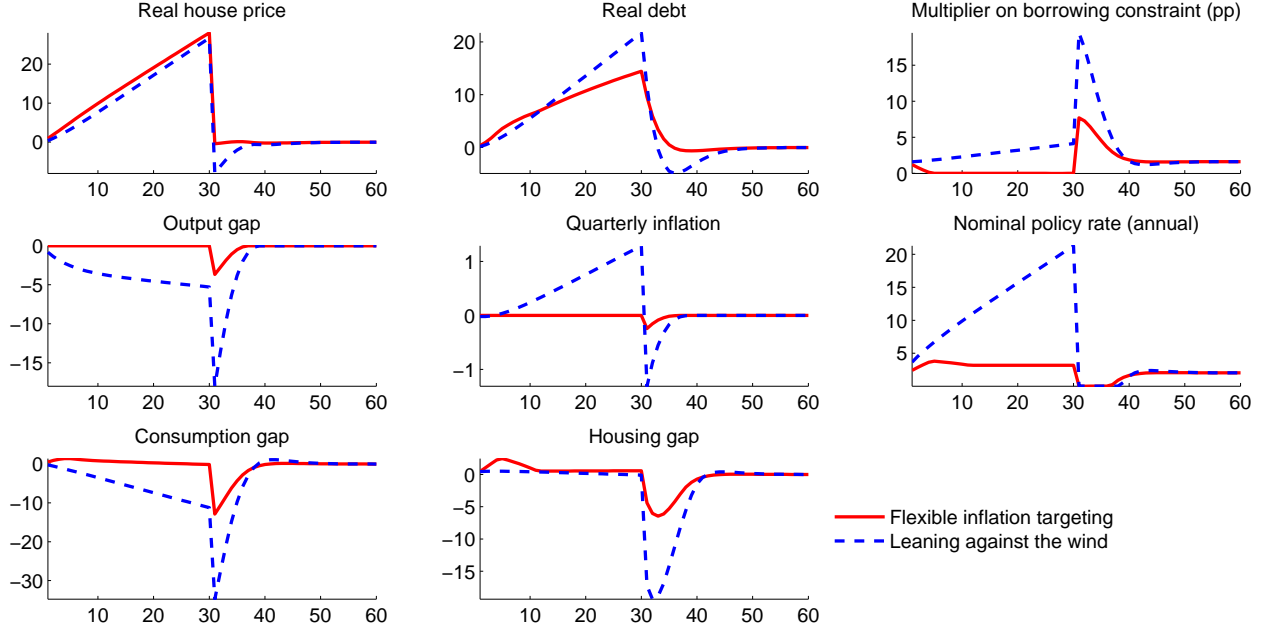 Real house price
Real debt
Multiplier on borrowing constraint (pp)
20
10
0
10 20 30 40 50 60
20
10
0
10 20 30 40 50 60
15
10
5
0
10 20 30 40 50 60
Output gap
Quarterly inflation
Nominal policy rate (annual)
0
−5
−10
−15
10 20 30 40 50 60
1
0
−1
10 20 30 40 50 60
20
15
10
5
10 20 30 40 50 60
Consumption gap
Housing gap
0
−10
−20
−30
10 20 30 40 50 60
0
−5
−10
−15
10 20 30 40 50 60
Flexible inflation targeting
Leaning against the wind